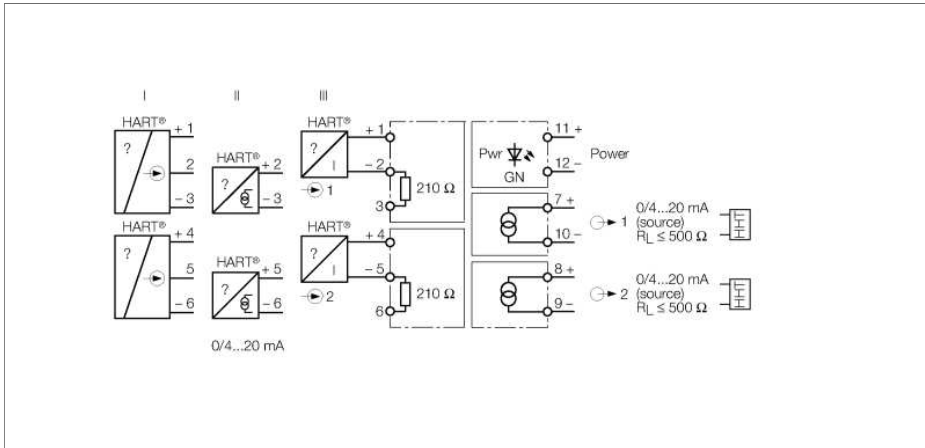 I II III
HART®
? + 1
2
− 3
HART®
? + 2
− 3
HART®
? I + 1
− 2
1
3
210 Ω
HART®
? + 4
5
− 6
HART®
? + 5
− 6
0/4...20 mA
HART®
? I + 4
− 5
2
6
210 Ω
Pwr
GN
11 +
12 −
Power
7 +
10 −
1
0/4...20 mA
(source)
RL ≤ 500 Ω
8 +
9 −
2
0/4...20 mA
(source)
RL ≤ 500 Ω